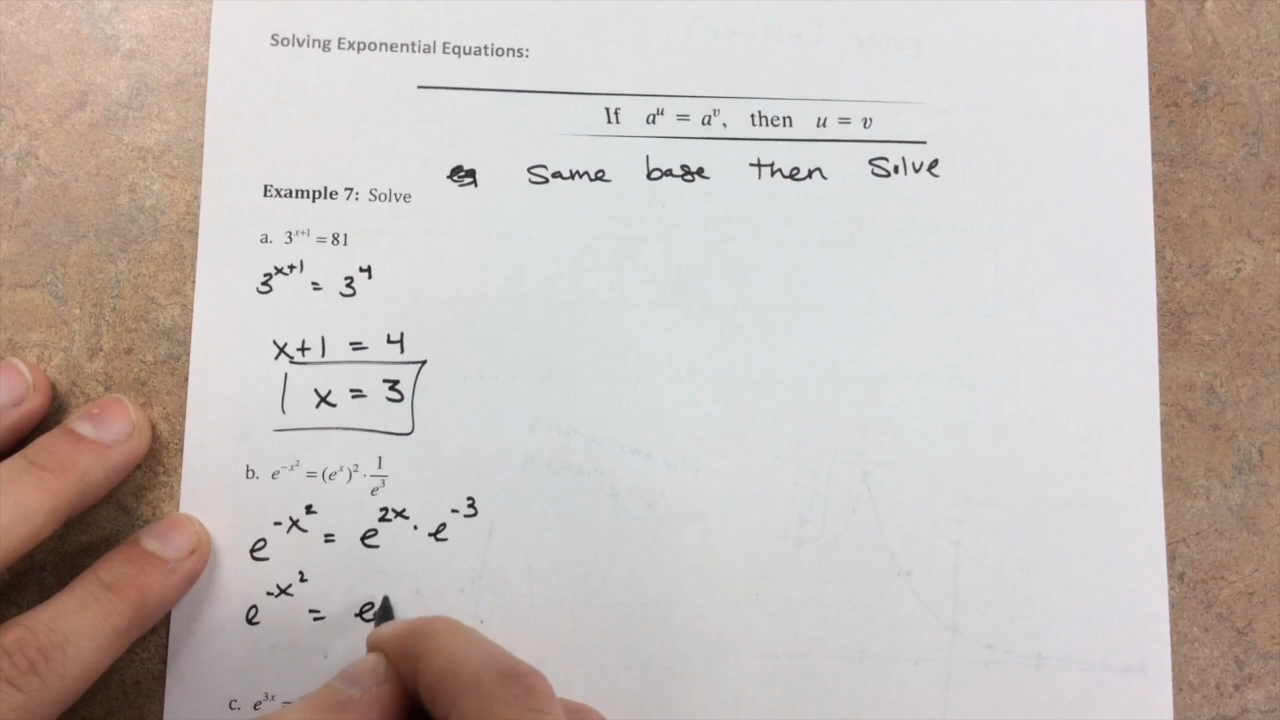 Solving Exponential Equations:
If a^u = a^v, then u = v
Same base then Solve
Example 7: Solve
a. 3^{x+1} = 81
3^{x+1} = 3^4
x+1 = 4
x = 3
b. e^{-x^2} = (e^x)^2 · 1/e^3
e^{-x^2} = e^{2x} · e^{-3}
e^{-x^2} = e
c. e^{3x} =